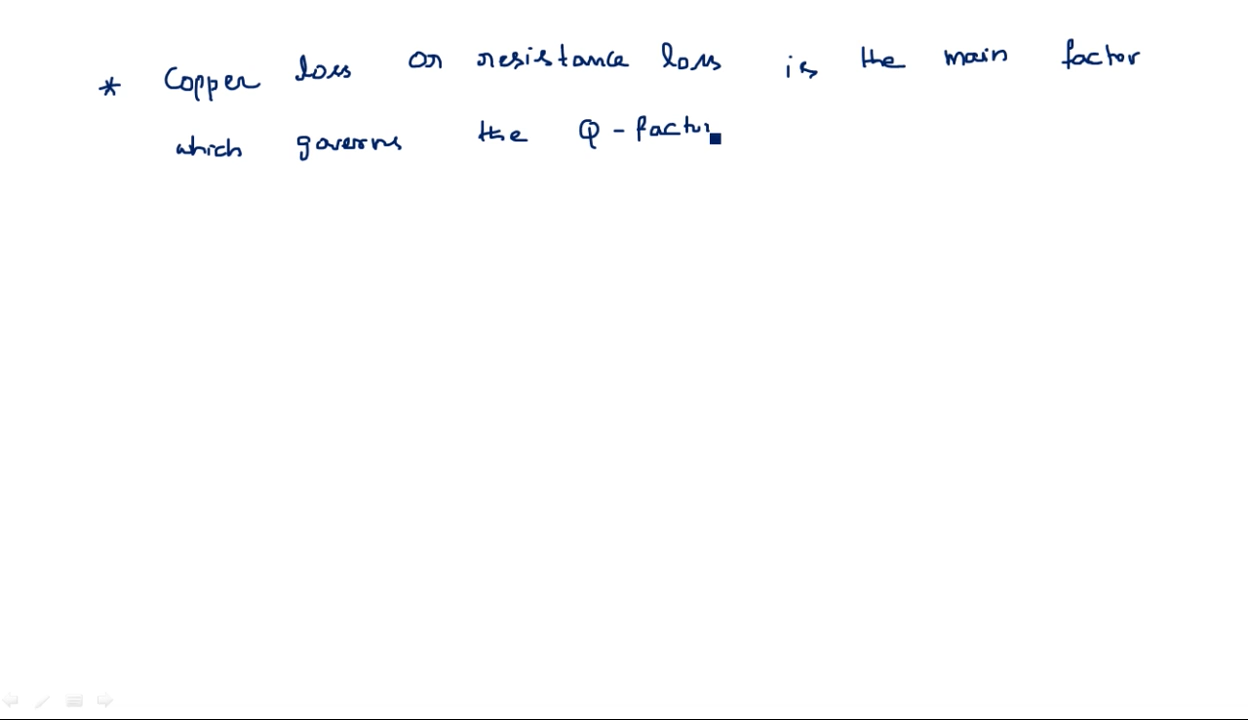 * Copper loss or resistance loss is the main factor
which governs the Q - factor